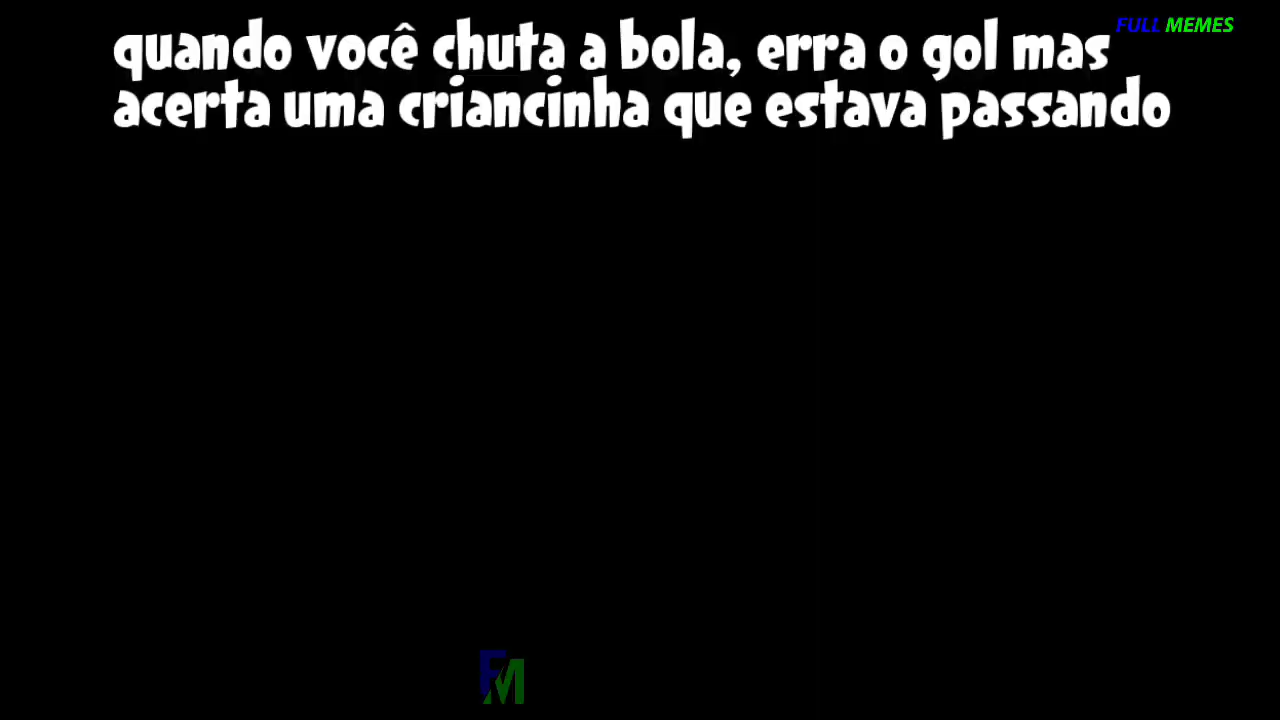 FULL MEMES
quando você chuta a bola, erra o gol mas
acerta uma criancinha que estava passando
FM